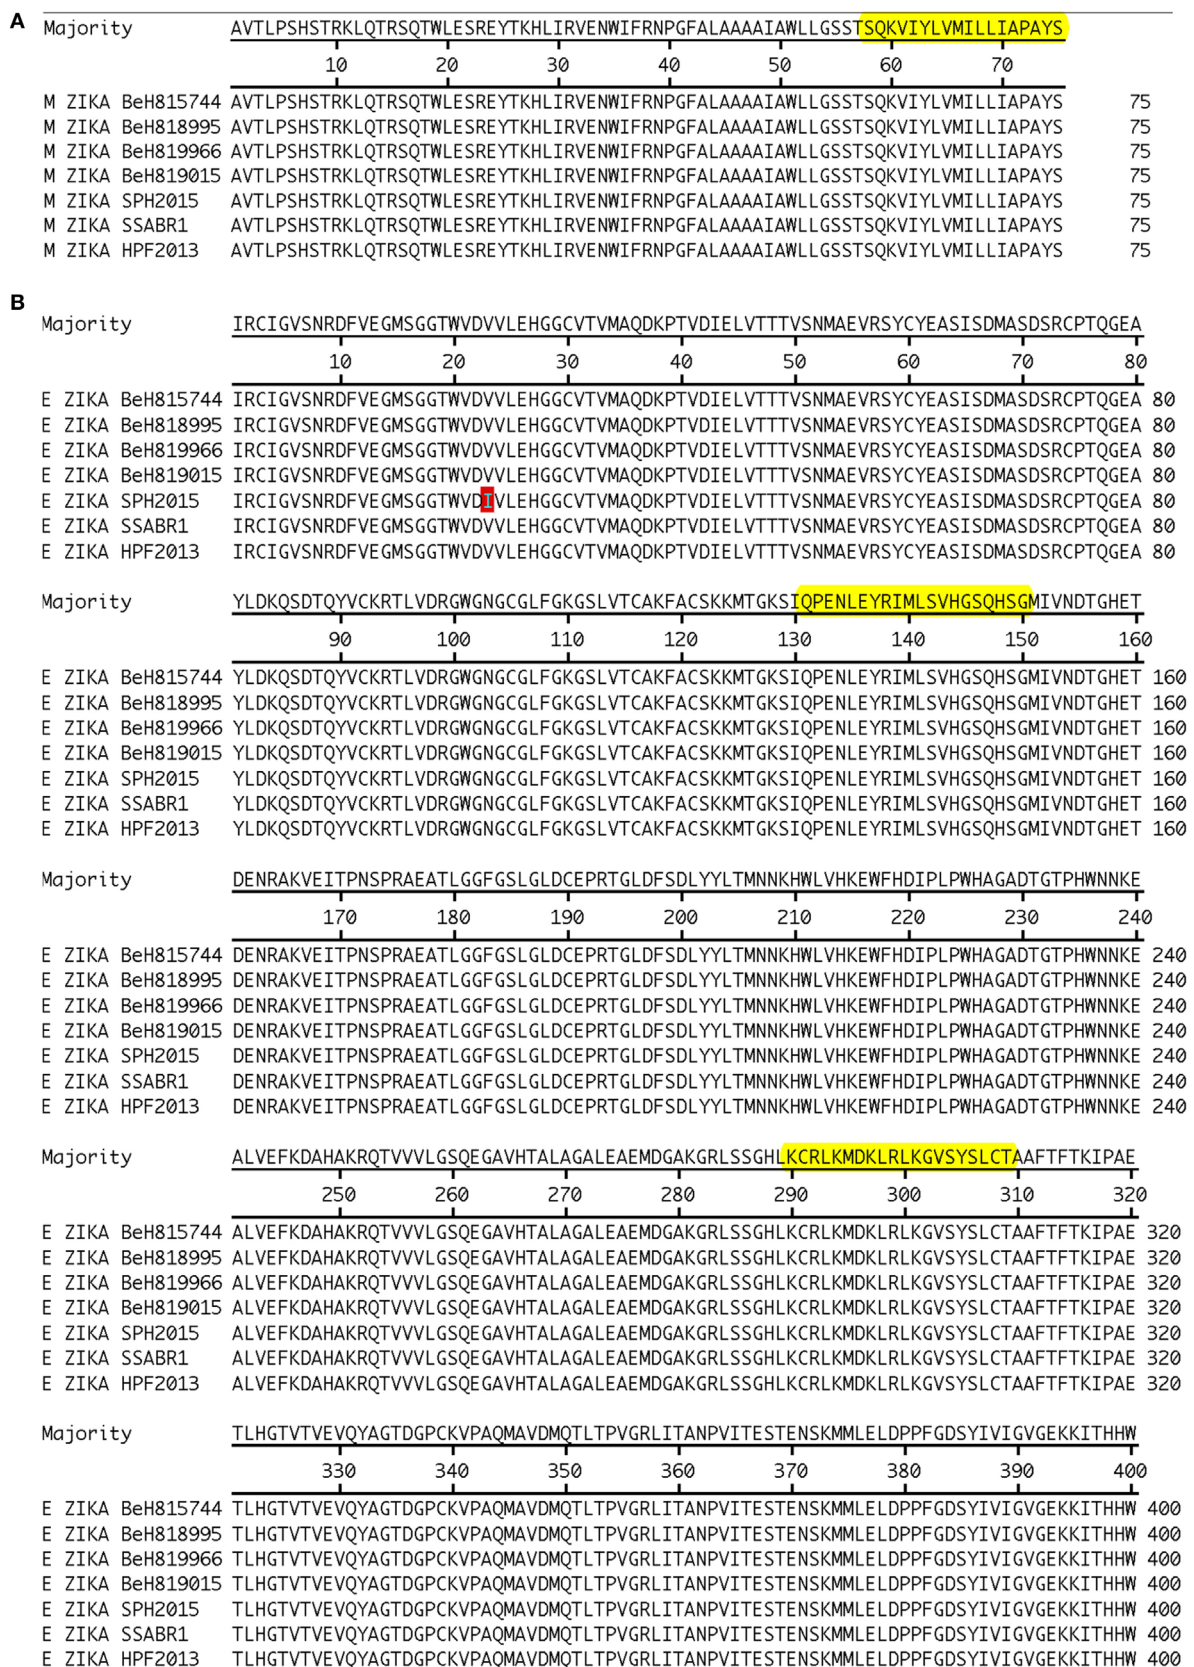 A
Majority AVTLPSHSTRKLQTRSQTWLESREYTKHLIRVENWIFRNPGFALAAAAIAWLLGSSTSQKVIYLVMILLIAPAYS
10 20 30 40 50 60 70
M ZIKA BeH815744 AVTLPSHSTRKLQTRSQTWLESREYTKHLIRVENWIFRNPGFALAAAAIAWLLGSSTSQKVIYLVMILLIAPAYS 75
M ZIKA BeH818995 AVTLPSHSTRKLQTRSQTWLESREYTKHLIRVENWIFRNPGFALAAAAIAWLLGSSTSQKVIYLVMILLIAPAYS 75
M ZIKA BeH819966 AVTLPSHSTRKLQTRSQTWLESREYTKHLIRVENWIFRNPGFALAAAAIAWLLGSSTSQKVIYLVMILLIAPAYS 75
M ZIKA BeH819015 AVTLPSHSTRKLQTRSQTWLESREYTKHLIRVENWIFRNPGFALAAAAIAWLLGSSTSQKVIYLVMILLIAPAYS 75
M ZIKA SPH2015 AVTLPSHSTRKLQTRSQTWLESREYTKHLIRVENWIFRNPGFALAAAAIAWLLGSSTSQKVIYLVMILLIAPAYS 75
M ZIKA SSABR1 AVTLPSHSTRKLQTRSQTWLESREYTKHLIRVENWIFRNPGFALAAAAIAWLLGSSTSQKVIYLVMILLIAPAYS 75
M ZIKA HPF2013 AVTLPSHSTRKLQTRSQTWLESREYTKHLIRVENWIFRNPGFALAAAAIAWLLGSSTSQKVIYLVMILLIAPAYS 75
B
Majority IRCIGVSNRDFVEGMSGGTWVDVVLEHGGCVTVMAQDKPTVDIELVTTTVSNMAEVRSYCYEASISDMASDSRCPTQGEA
10 20 30 40 50 60 70 80
E ZIKA BeH815744 IRCIGVSNRDFVEGMSGGTWVDVVLEHGGCVTVMAQDKPTVDIELVTTTVSNMAEVRSYCYEASISDMASDSRCPTQGEA 80
E ZIKA BeH818995 IRCIGVSNRDFVEGMSGGTWVDVVLEHGGCVTVMAQDKPTVDIELVTTTVSNMAEVRSYCYEASISDMASDSRCPTQGEA 80
E ZIKA BeH819966 IRCIGVSNRDFVEGMSGGTWVDVVLEHGGCVTVMAQDKPTVDIELVTTTVSNMAEVRSYCYEASISDMASDSRCPTQGEA 80
E ZIKA BeH819015 IRCIGVSNRDFVEGMSGGTWVDVVLEHGGCVTVMAQDKPTVDIELVTTTVSNMAEVRSYCYEASISDMASDSRCPTQGEA 80
E ZIKA SPH2015 IRCIGVSNRDFVEGMSGGTWVDIVLEHGGCVTVMAQDKPTVDIELVTTTVSNMAEVRSYCYEASISDMASDSRCPTQGEA 80
E ZIKA SSABR1 IRCIGVSNRDFVEGMSGGTWVDVVLEHGGCVTVMAQDKPTVDIELVTTTVSNMAEVRSYCYEASISDMASDSRCPTQGEA 80
E ZIKA HPF2013 IRCIGVSNRDFVEGMSGGTWVDVVLEHGGCVTVMAQDKPTVDIELVTTTVSNMAEVRSYCYEASISDMASDSRCPTQGEA 80
Majority YLDKQSDTQYVCKRTLVDRGWGNGCGLFGKGSLVTCAKFACSKKMTGKSIQPENLEYRIMLSVHGSQHSGMIVNDTGHET
90 100 110 120 130 140 150 160
E ZIKA BeH815744 YLDKQSDTQYVCKRTLVDRGWGNGCGLFGKGSLVTCAKFACSKKMTGKSIQPENLEYRIMLSVHGSQHSGMIVNDTGHET 160
E ZIKA BeH818995 YLDKQSDTQYVCKRTLVDRGWGNGCGLFGKGSLVTCAKFACSKKMTGKSIQPENLEYRIMLSVHGSQHSGMIVNDTGHET 160
E ZIKA BeH819966 YLDKQSDTQYVCKRTLVDRGWGNGCGLFGKGSLVTCAKFACSKKMTGKSIQPENLEYRIMLSVHGSQHSGMIVNDTGHET 160
E ZIKA BeH819015 YLDKQSDTQYVCKRTLVDRGWGNGCGLFGKGSLVTCAKFACSKKMTGKSIQPENLEYRIMLSVHGSQHSGMIVNDTGHET 160
E ZIKA SPH2015 YLDKQSDTQYVCKRTLVDRGWGNGCGLFGKGSLVTCAKFACSKKMTGKSIQPENLEYRIMLSVHGSQHSGMIVNDTGHET 160
E ZIKA SSABR1 YLDKQSDTQYVCKRTLVDRGWGNGCGLFGKGSLVTCAKFACSKKMTGKSIQPENLEYRIMLSVHGSQHSGMIVNDTGHET 160
E ZIKA HPF2013 YLDKQSDTQYVCKRTLVDRGWGNGCGLFGKGSLVTCAKFACSKKMTGKSIQPENLEYRIMLSVHGSQHSGMIVNDTGHET 160
Majority DENRAKVEITPNSPRAEATLGGFGSLGLDCEPRTGLDFSDLYYLTMNNKHWLVHKEWFHDIPLPWHAGADTGTPHWNNKE
170 180 190 200 210 220 230 240
E ZIKA BeH815744 DENRAKVEITPNSPRAEATLGGFGSLGLDCEPRTGLDFSDLYYLTMNNKHWLVHKEWFHDIPLPWHAGADTGTPHWNNKE 240
E ZIKA BeH818995 DENRAKVEITPNSPRAEATLGGFGSLGLDCEPRTGLDFSDLYYLTMNNKHWLVHKEWFHDIPLPWHAGADTGTPHWNNKE 240
E ZIKA BeH819966 DENRAKVEITPNSPRAEATLGGFGSLGLDCEPRTGLDFSDLYYLTMNNKHWLVHKEWFHDIPLPWHAGADTGTPHWNNKE 240
E ZIKA BeH819015 DENRAKVEITPNSPRAEATLGGFGSLGLDCEPRTGLDFSDLYYLTMNNKHWLVHKEWFHDIPLPWHAGADTGTPHWNNKE 240
E ZIKA SPH2015 DENRAKVEITPNSPRAEATLGGFGSLGLDCEPRTGLDFSDLYYLTMNNKHWLVHKEWFHDIPLPWHAGADTGTPHWNNKE 240
E ZIKA SSABR1 DENRAKVEITPNSPRAEATLGGFGSLGLDCEPRTGLDFSDLYYLTMNNKHWLVHKEWFHDIPLPWHAGADTGTPHWNNKE 240
E ZIKA HPF2013 DENRAKVEITPNSPRAEATLGGFGSLGLDCEPRTGLDFSDLYYLTMNNKHWLVHKEWFHDIPLPWHAGADTGTPHWNNKE 240
Majority ALVEFKDAHAKRQTVVVLGSQEGAVHTALAGALEAEMDGAKGRLSSGHLKCRLKMDKLRLKGVSYSLCTAAFTFTKIPAE
250 260 270 280 290 300 310 320
E ZIKA BeH815744 ALVEFKDAHAKRQTVVVLGSQEGAVHTALAGALEAEMDGAKGRLSSGHLKCRLKMDKLRLKGVSYSLCTAAFTFTKIPAE 320
E ZIKA BeH818995 ALVEFKDAHAKRQTVVVLGSQEGAVHTALAGALEAEMDGAKGRLSSGHLKCRLKMDKLRLKGVSYSLCTAAFTFTKIPAE 320
E ZIKA BeH819966 ALVEFKDAHAKRQTVVVLGSQEGAVHTALAGALEAEMDGAKGRLSSGHLKCRLKMDKLRLKGVSYSLCTAAFTFTKIPAE 320
E ZIKA BeH819015 ALVEFKDAHAKRQTVVVLGSQEGAVHTALAGALEAEMDGAKGRLSSGHLKCRLKMDKLRLKGVSYSLCTAAFTFTKIPAE 320
E ZIKA SPH2015 ALVEFKDAHAKRQTVVVLGSQEGAVHTALAGALEAEMDGAKGRLSSGHLKCRLKMDKLRLKGVSYSLCTAAFTFTKIPAE 320
E ZIKA SSABR1 ALVEFKDAHAKRQTVVVLGSQEGAVHTALAGALEAEMDGAKGRLSSGHLKCRLKMDKLRLKGVSYSLCTAAFTFTKIPAE 320
E ZIKA HPF2013 ALVEFKDAHAKRQTVVVLGSQEGAVHTALAGALEAEMDGAKGRLSSGHLKCRLKMDKLRLKGVSYSLCTAAFTFTKIPAE 320
Majority TLHGTVTVEVQYAGTDGPCKVPAQMAVDMQTLTPVGRLITANPVITESTENSKMMLELDPPFGDSYIVIGVGEKKITHHW
330 340 350 360 370 380 390 400
E ZIKA BeH815744 TLHGTVTVEVQYAGTDGPCKVPAQMAVDMQTLTPVGRLITANPVITESTENSKMMLELDPPFGDSYIVIGVGEKKITHHW 400
E ZIKA BeH818995 TLHGTVTVEVQYAGTDGPCKVPAQMAVDMQTLTPVGRLITANPVITESTENSKMMLELDPPFGDSYIVIGVGEKKITHHW 400
E ZIKA BeH819966 TLHGTVTVEVQYAGTDGPCKVPAQMAVDMQTLTPVGRLITANPVITESTENSKMMLELDPPFGDSYIVIGVGEKKITHHW 400
E ZIKA BeH819015 TLHGTVTVEVQYAGTDGPCKVPAQMAVDMQTLTPVGRLITANPVITESTENSKMMLELDPPFGDSYIVIGVGEKKITHHW 400
E ZIKA SPH2015 TLHGTVTVEVQYAGTDGPCKVPAQMAVDMQTLTPVGRLITANPVITESTENSKMMLELDPPFGDSYIVIGVGEKKITHHW 400
E ZIKA SSABR1 TLHGTVTVEVQYAGTDGPCKVPAQMAVDMQTLTPVGRLITANPVITESTENSKMMLELDPPFGDSYIVIGVGEKKITHHW 400
E ZIKA HPF2013 TLHGTVTVEVQYAGTDGPCKVPAQMAVDMQTLTPVGRLITANPVITESTENSKMMLELDPPFGDSYIVIGVGEKKITHHW 400